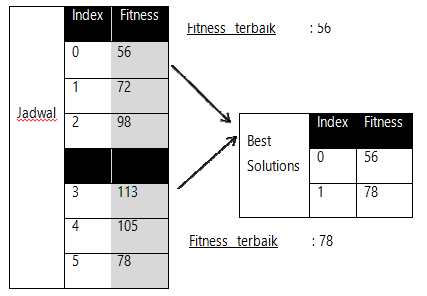 Index Fitness
0 56
1 72
Jadwal
2 98
3 113
4 105
5 78
Fitness terbaik : 56
Index Fitness
Best
Solutions
0 56
1 78
Fitness terbaik : 78